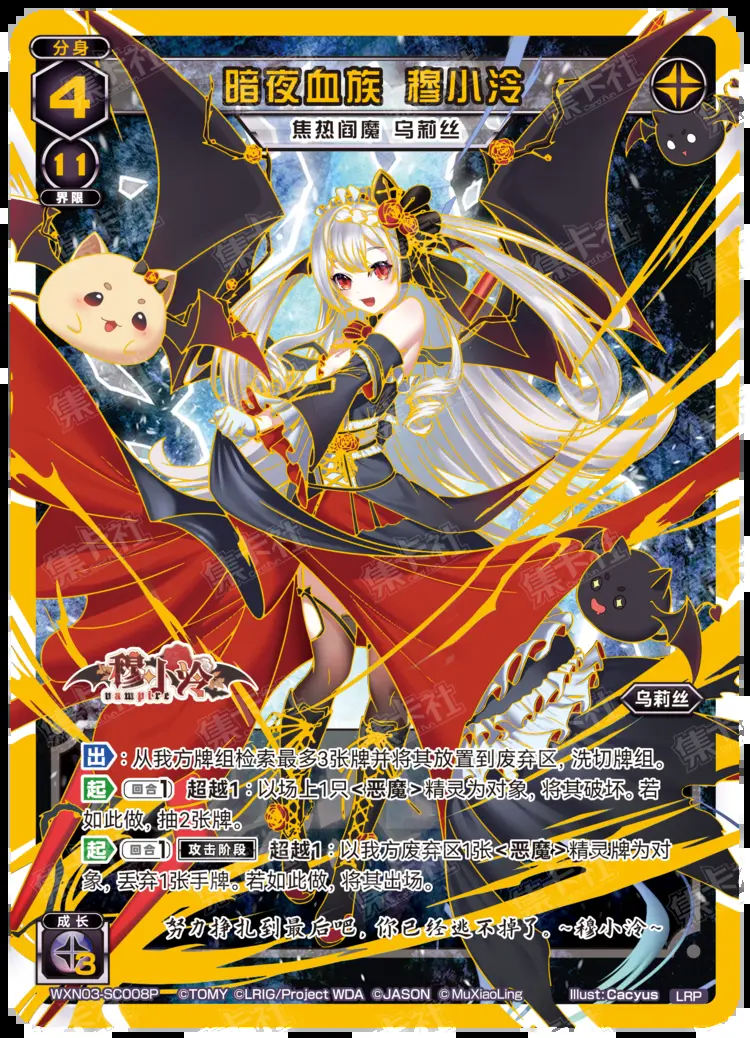 分身
4
暗夜血族 穆小泠
焦热阎魔 乌莉丝
11
界限
穆小泠
vampire
乌莉丝
出：从我方牌组检索最多3张牌并将其放置到废弃区，洗切牌组。
起 回合1 超越1：以场上1只<恶魔>精灵为对象，将其破坏。若
如此做，抽2张牌。
起 回合1 攻击阶段 超越1：以我方废弃区1张<恶魔>精灵牌为对
象，丢弃1张手牌。若如此做，将其出场。
成长
3
努力挣扎到最后吧，你已经逃不掉了。~穆小泠~
WXN03-SC008P ©TOMY ©LRIG/Project WDA ©JASON ©MuXiaoLing Illust:Cacyus LRP
集卡社